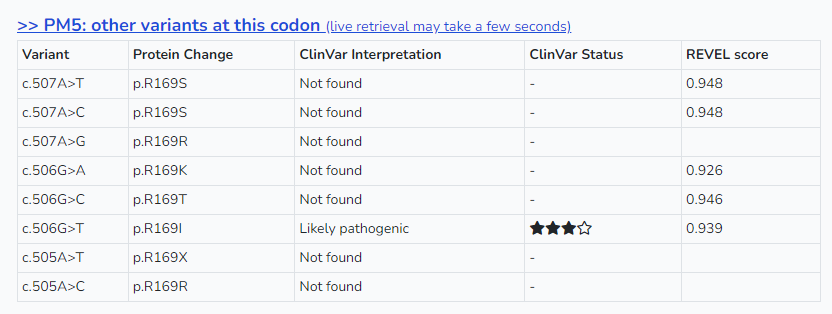 >> PM5: other variants at this codon (live retrieval may take a few seconds)
Variant Protein Change ClinVar Interpretation ClinVar Status REVEL score
c.507A>T p.R169S Not found - 0.948
c.507A>C p.R169S Not found - 0.948
c.507A>G p.R169R Not found -
c.506G>A p.R169K Not found - 0.926
c.506G>C p.R169T Not found - 0.946
c.506G>T p.R169I Likely pathogenic ★★★☆ 0.939
c.505A>T p.R169X Not found -
c.505A>C p.R169R Not found -